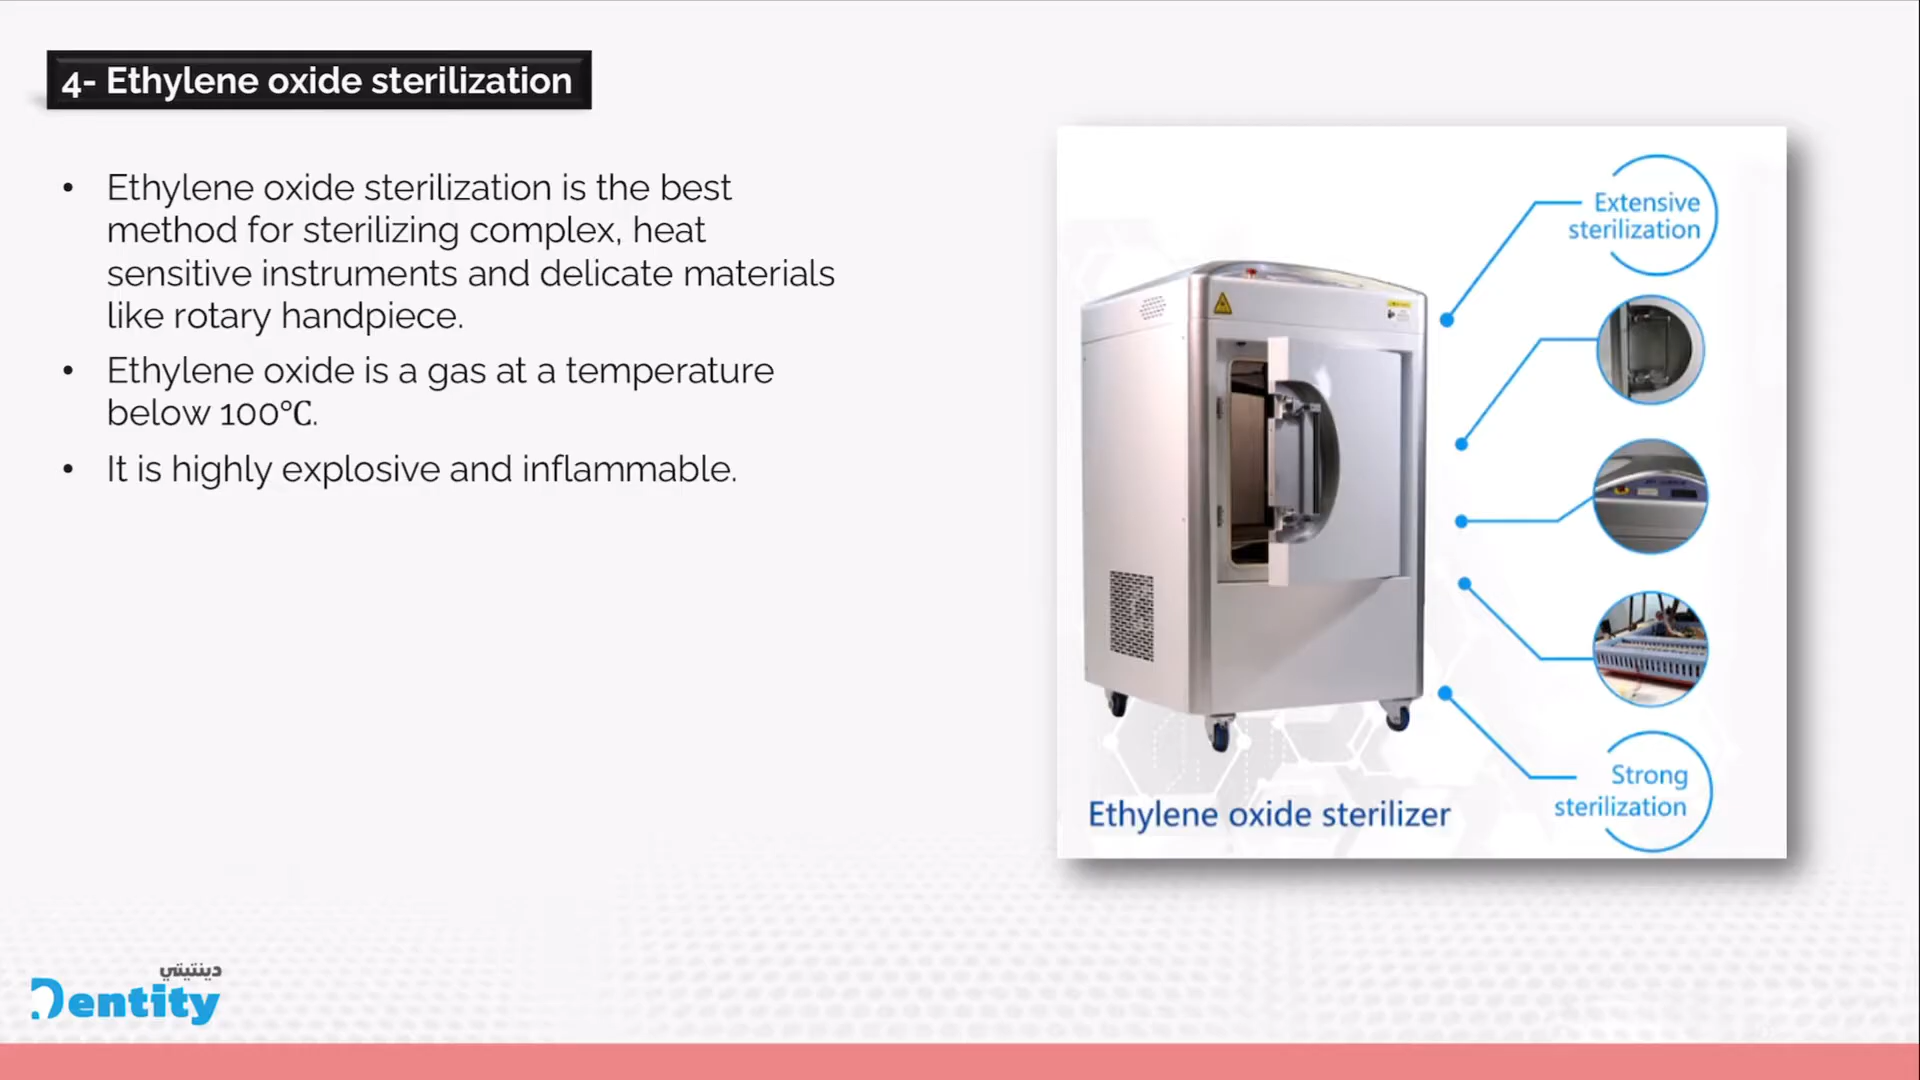 4- Ethylene oxide sterilization
• Ethylene oxide sterilization is the best
method for sterilizing complex, heat
sensitive instruments and delicate materials
like rotary handpiece.
• Ethylene oxide is a gas at a temperature
below 100℃.
• It is highly explosive and inflammable.
Extensive
sterilization
Strong
sterilization
Ethylene oxide sterilizer
دينتيتي
Dentity